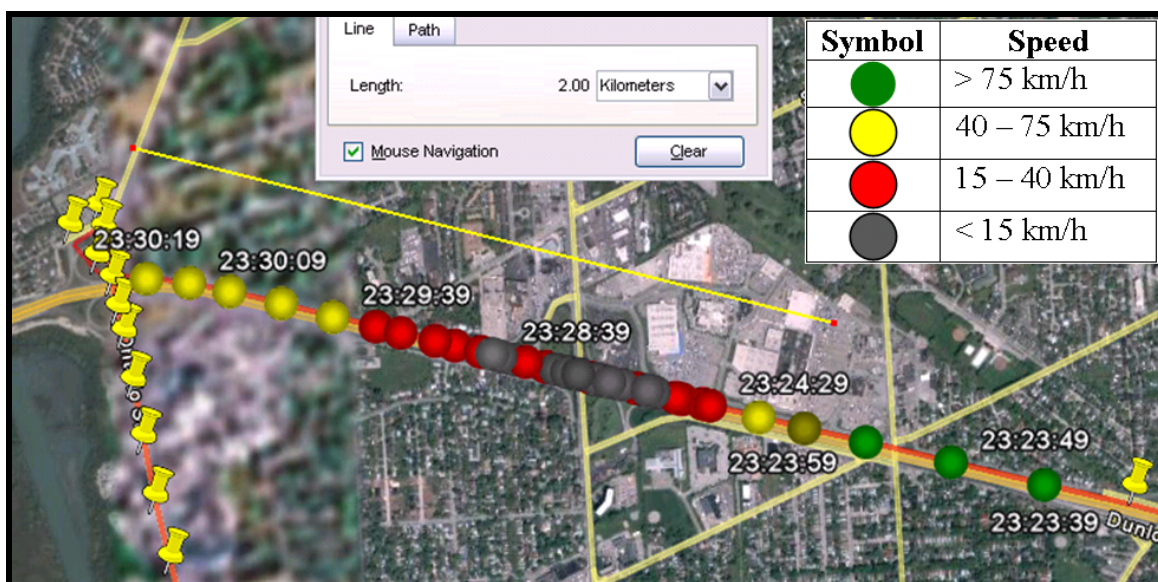 Line Path
Length: 2.00 Kilometers
Mouse Navigation Clear
Symbol Speed
> 75 km/h
40 – 75 km/h
15 – 40 km/h
< 15 km/h
23:30:19
23:30:09
23:29:39
23:28:39
23:24:29
23:23:59
23:23:49
23:23:39